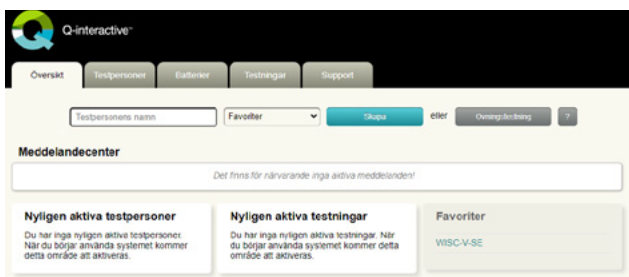 Q-interactive™
Översikt Testpersoner Batterier Testningar Support
Testpersonens namn Favoriter Skapa eller Övningstestning ?
Meddelandecenter
Det finns för närvarande inga aktiva meddelanden!
Nyligen aktiva testpersoner
Du har inga nyligen aktiva testpersoner.
När du börjar använda systemet kommer
detta område att aktiveras.
Nyligen aktiva testningar
Du har inga nyligen aktiva testningar. När
du börjar använda systemet kommer detta
område att aktiveras.
Favoriter
WISC-V-SE